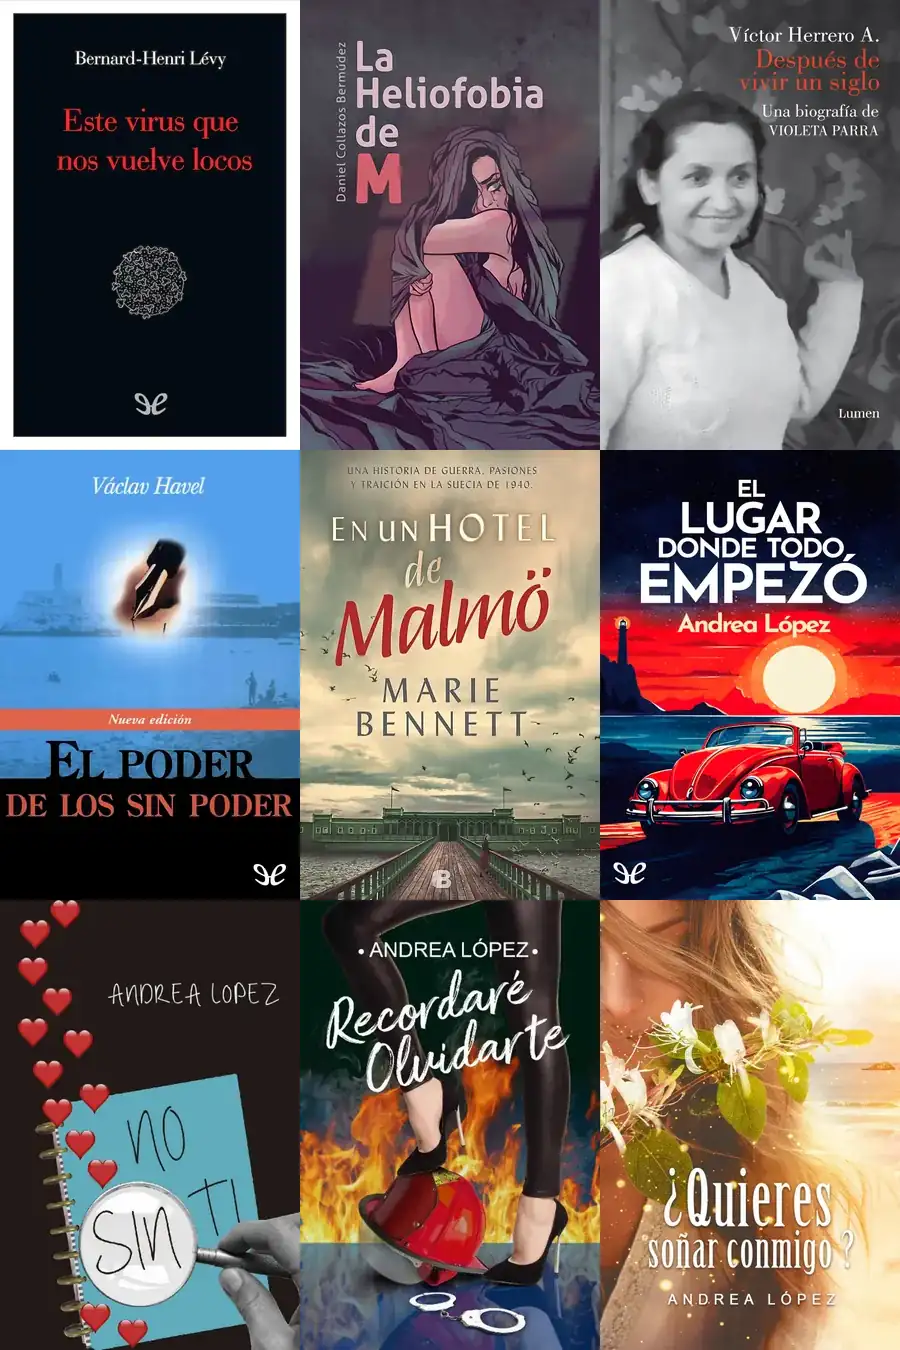 Bernard-Henri Lévy
Este virus que
nos vuelve locos
Daniel Collazos Bermúdez
La
Heliofobia
de
M
Víctor Herrero A.
Después de
vivir un siglo
Una biografía de
VIOLETA PARRA
Lumen
Václav Havel
Nueva edición
EL PODER
DE LOS SIN PODER
UNA HISTORIA DE GUERRA, PASIONES
Y TRAICIÓN EN LA SUECIA DE 1940.
EN UN HOTEL
de
Malmö
MARIE
BENNETT
B
EL
LUGAR
DONDE TODO
EMPEZÓ
Andrea López
ANDREA LOPEZ
NO
SIN TI
• ANDREA LÓPEZ •
Recordaré
Olvidarte
¿Quieres
soñar conmigo?
ANDREA LÓPEZ